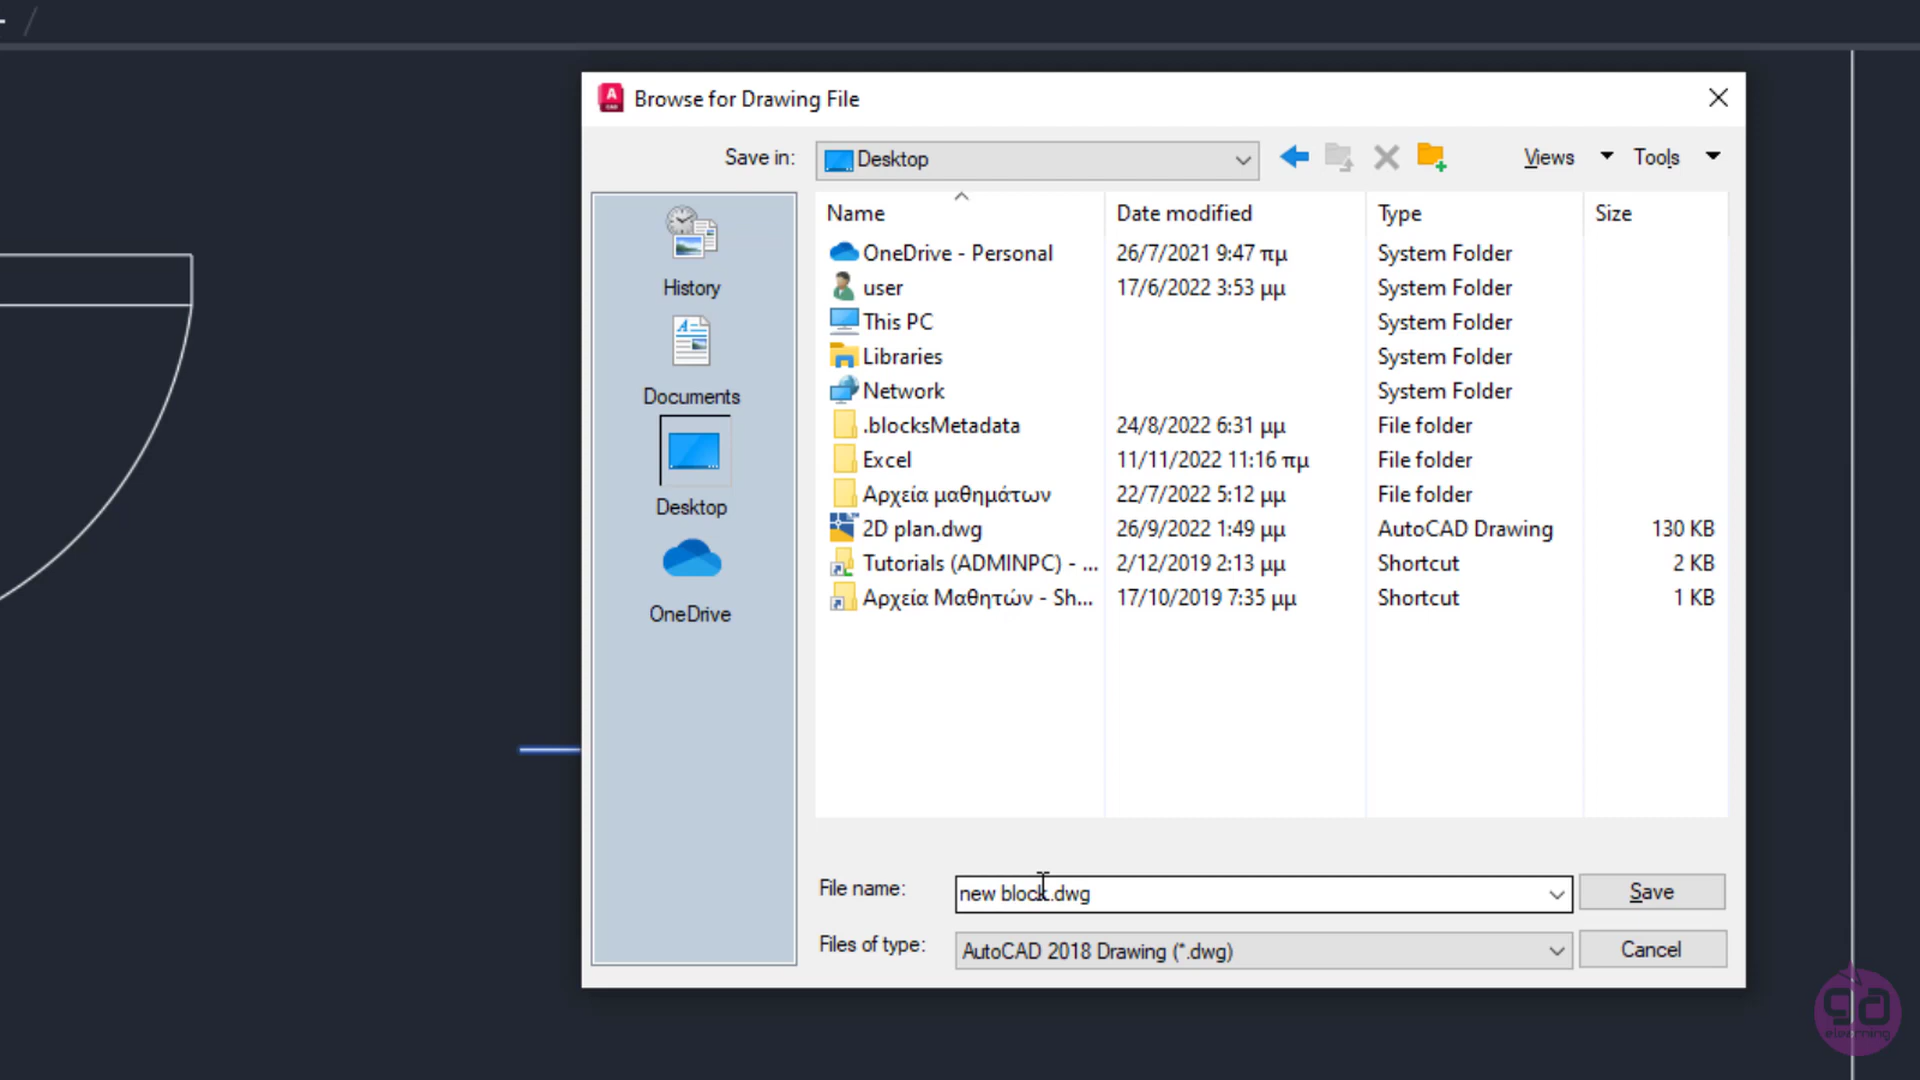 Browse for Drawing File
Save in: Desktop Views Tools
Name Date modified Type Size
OneDrive - Personal 26/7/2021 9:47 πμ System Folder
user 17/6/2022 3:53 μμ System Folder
This PC System Folder
Libraries System Folder
Network System Folder
.blocksMetadata 24/8/2022 6:31 μμ File folder
Excel 11/11/2022 11:16 πμ File folder
Αρχεία μαθημάτων 22/7/2022 5:12 μμ File folder
2D plan.dwg 26/9/2022 1:49 μμ AutoCAD Drawing 130 KB
Tutorials (ADMINPC) - ... 2/12/2019 2:13 μμ Shortcut 2 KB
Αρχεία Μαθητών - Sh... 17/10/2019 7:35 μμ Shortcut 1 KB
History
Documents
Desktop
OneDrive
File name: new block.dwg Save
Files of type: AutoCAD 2018 Drawing (*.dwg) Cancel
ga
elearning